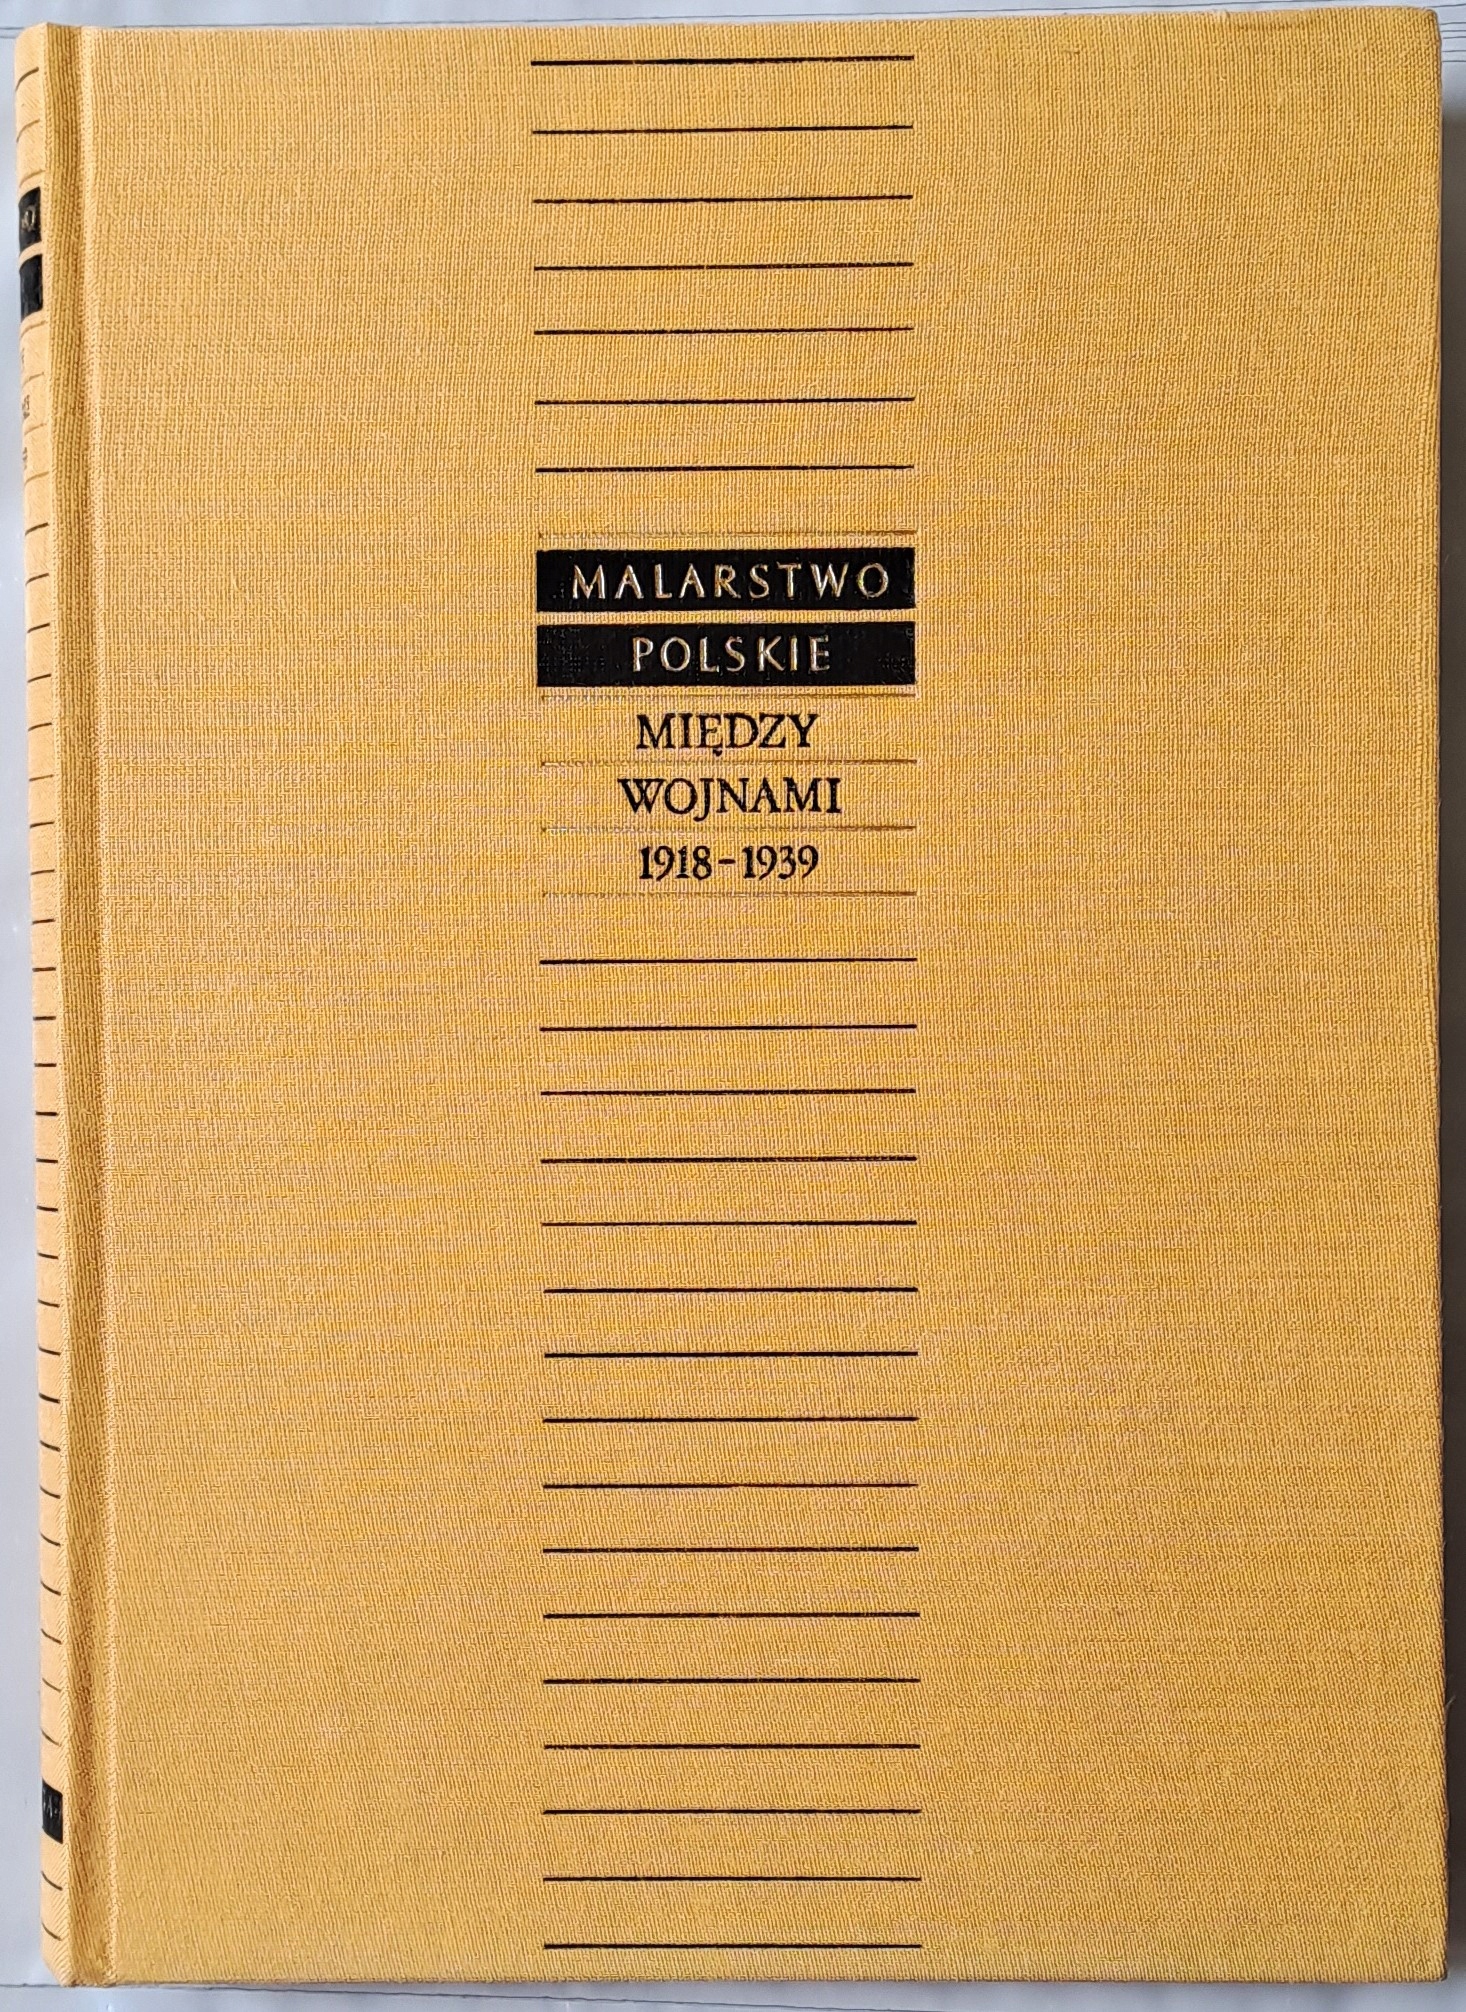 MALARSTWO
POLSKIE
MIĘDZY
WOJNAMI
1918-1939